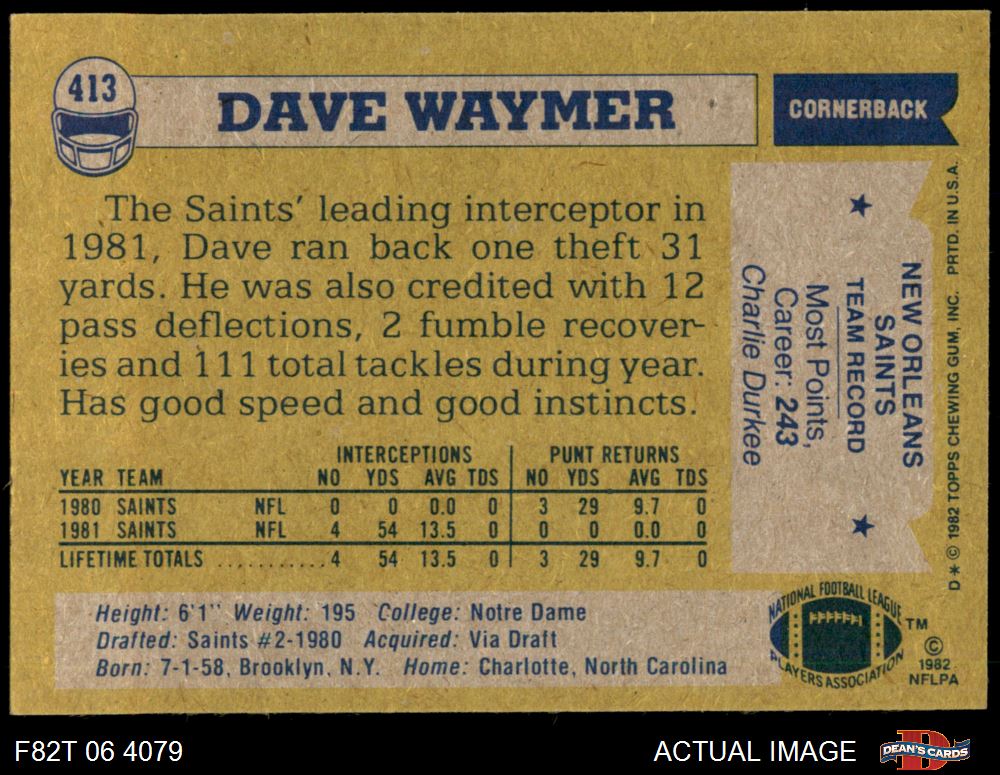 413
DAVE WAYMER
CORNERBACK
The Saints' leading interceptor in
1981, Dave ran back one theft 31
yards. He was also credited with 12
pass deflections, 2 fumble recover-
ies and 111 total tackles during year.
Has good speed and good instincts.
INTERCEPTIONS PUNT RETURNS
YEAR TEAM NO YDS AVG TDS NO YDS AVG TDS
1980 SAINTS NFL 0 0 0.0 0 3 29 9.7 0
1981 SAINTS NFL 4 54 13.5 0 0 0 0.0 0
LIFETIME TOTALS ........... 4 54 13.5 0 3 29 9.7 0
Height: 6'1" Weight: 195 College: Notre Dame
Drafted: Saints #2-1980 Acquired: Via Draft
Born: 7-1-58, Brooklyn, N.Y. Home: Charlotte, North Carolina
NEW ORLEANS
SAINTS
TEAM RECORD
Most Points,
Career: 243
Charlie Durkee
D * © 1982 TOPPS CHEWING GUM, INC. PRTD. IN U.S.A.
NATIONAL FOOTBALL LEAGUE
PLAYERS ASSOCIATION
TM
©
1982
NFLPA
F82T 06 4079
ACTUAL IMAGE
D
DEAN'S CARDS